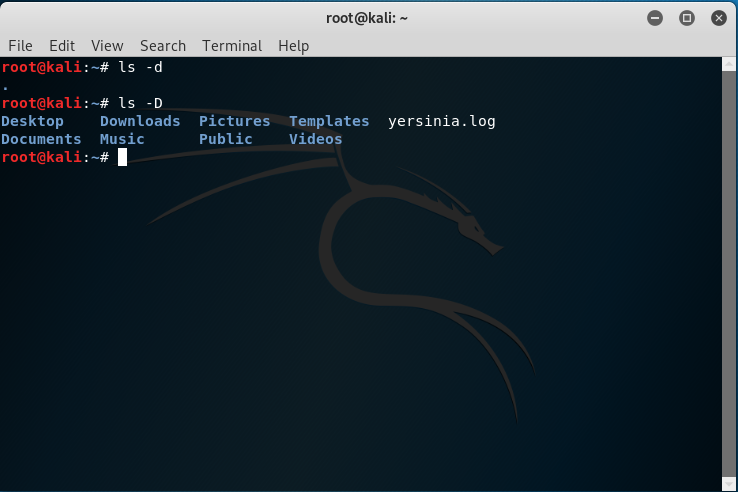 root@kali: ~
File Edit View Search Terminal Help
root@kali:~# ls -d
.
root@kali:~# ls -D
Desktop Downloads Pictures Templates yersinia.log
Documents Music Public Videos
root@kali:~#